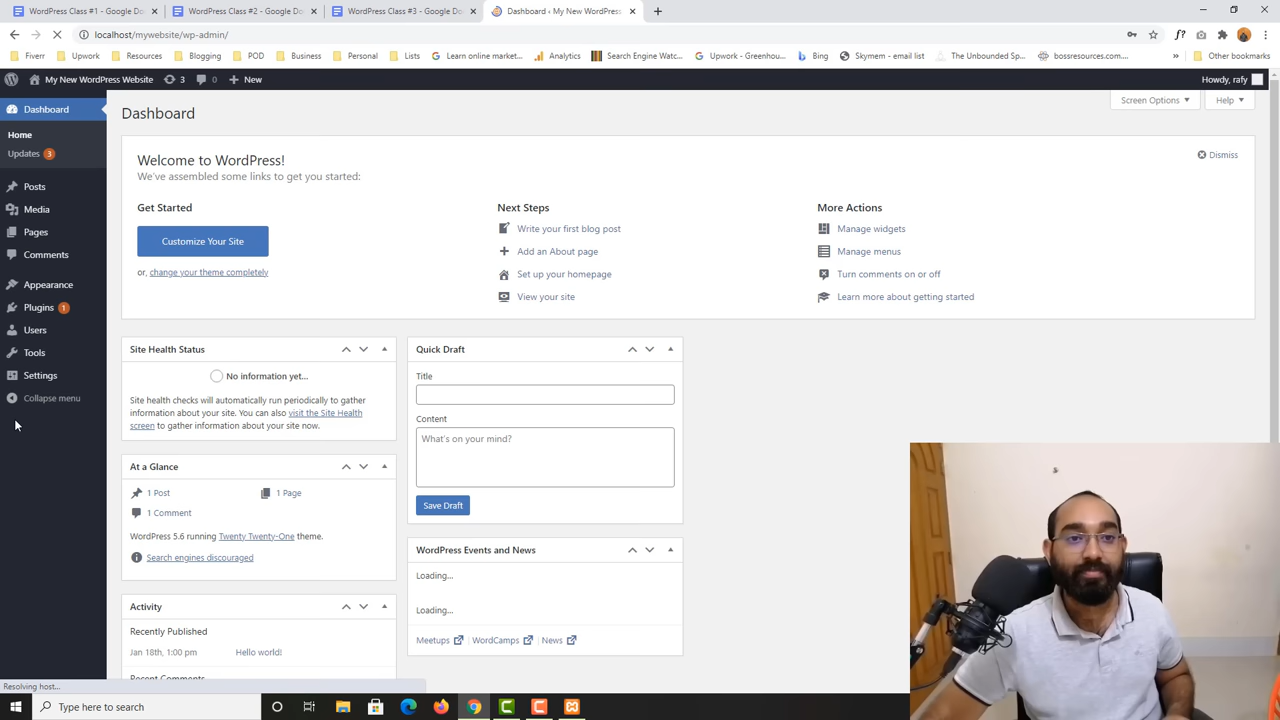 WordPress Class #1 - Google Do
WordPress Class #2 - Google Do
WordPress Class #3 - Google Do
Dashboard ‹ My New WordPress
localhost/mywebsite/wp-admin/
Fiverr
Upwork
Resources
Blogging
POD
Business
Personal
Lists
Learn online market...
Analytics
Search Engine Watc...
Upwork - Greenhou...
Bing
Skymem - email list
The Unbounded Sp...
bossresources.com...
»
Other bookmarks
My New WordPress Website
3
0
New
Howdy, rafy
Dashboard
Home
Updates 3
Posts
Media
Pages
Comments
Appearance
Plugins 1
Users
Tools
Settings
Collapse menu
Dashboard
Screen Options
Help
Welcome to WordPress!
We've assembled some links to get you started:
Dismiss
Get Started
Customize Your Site
or, change your theme completely
Next Steps
Write your first blog post
Add an About page
Set up your homepage
View your site
More Actions
Manage widgets
Manage menus
Turn comments on or off
Learn more about getting started
Site Health Status
No information yet...
Site health checks will automatically run periodically to gather
information about your site. You can also visit the Site Health
screen to gather information about your site now.
At a Glance
1 Post
1 Page
1 Comment
WordPress 5.6 running Twenty Twenty-One theme.
Search engines discouraged
Activity
Recently Published
Jan 18th, 1:00 pm
Hello world!
Quick Draft
Title
Content
What's on your mind?
Save Draft
WordPress Events and News
Loading...
Loading...
Meetups
WordCamps
News
Resolving host...
Type here to search